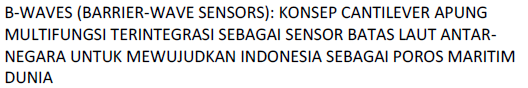 B-WAVES (BARRIER-WAVE SENSORS): KONSEP CANTILEVER APUNG
MULTIFUNGSI TERINTEGRASI SEBAGAI SENSOR BATAS LAUT ANTAR-
NEGARA UNTUK MEWUJUDKAN INDONESIA SEBAGAI POROS MARITIM
DUNIA